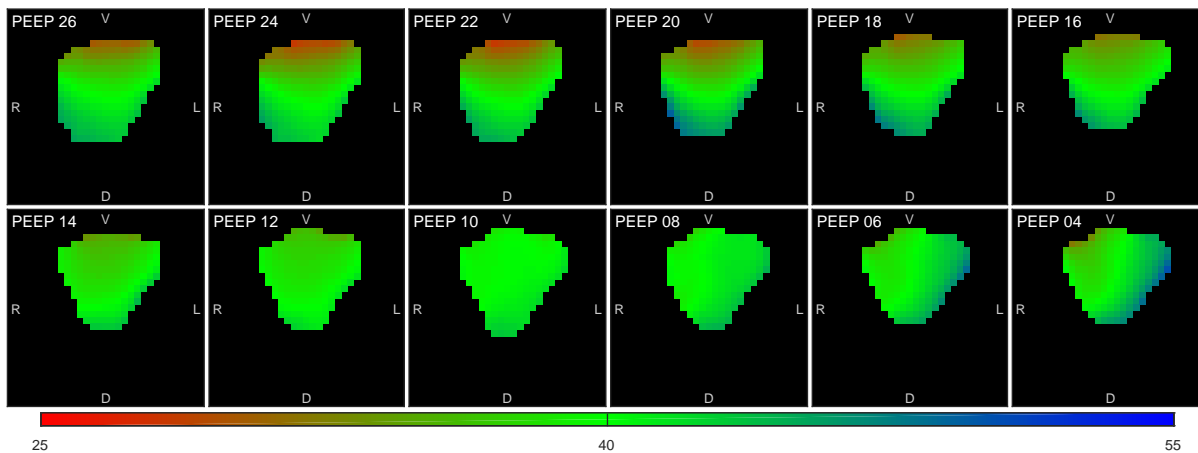 PEEP 26 V R L D
PEEP 24 V R L D
PEEP 22 V R L D
PEEP 20 V R L D
PEEP 18 V R L D
PEEP 16 V R L D
PEEP 14 V R L D
PEEP 12 V R L D
PEEP 10 V R L D
PEEP 08 V R L D
PEEP 06 V R L D
PEEP 04 V R L D
25 40 55